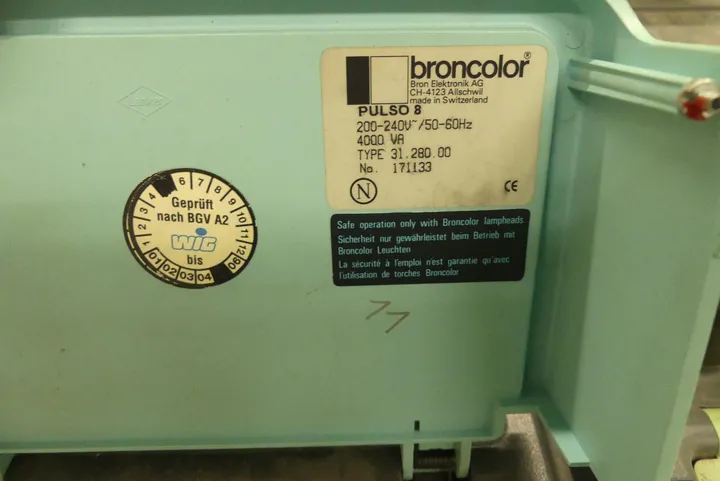 broncolor®
Bron Elektronik AG
CH-4123 Allschwil
made in Switzerland
PULSO 8
200-240V~/50-60Hz
4000 VA
TYPE 31.280.00
No. 171133
N
CE
Safe operation only with Broncolor lampheads
Sicherheit nur gewährleistet beim Betrieb mit
Broncolor Leuchten
La sécurité à l'emploi n'est garantie qu'avec
l'utilisation de torches Broncolor
1 2 3 4 6 7 8 9 10 11 12
Geprüft
nach BGV A2
WIG
bis
01 02 03 04 90
77